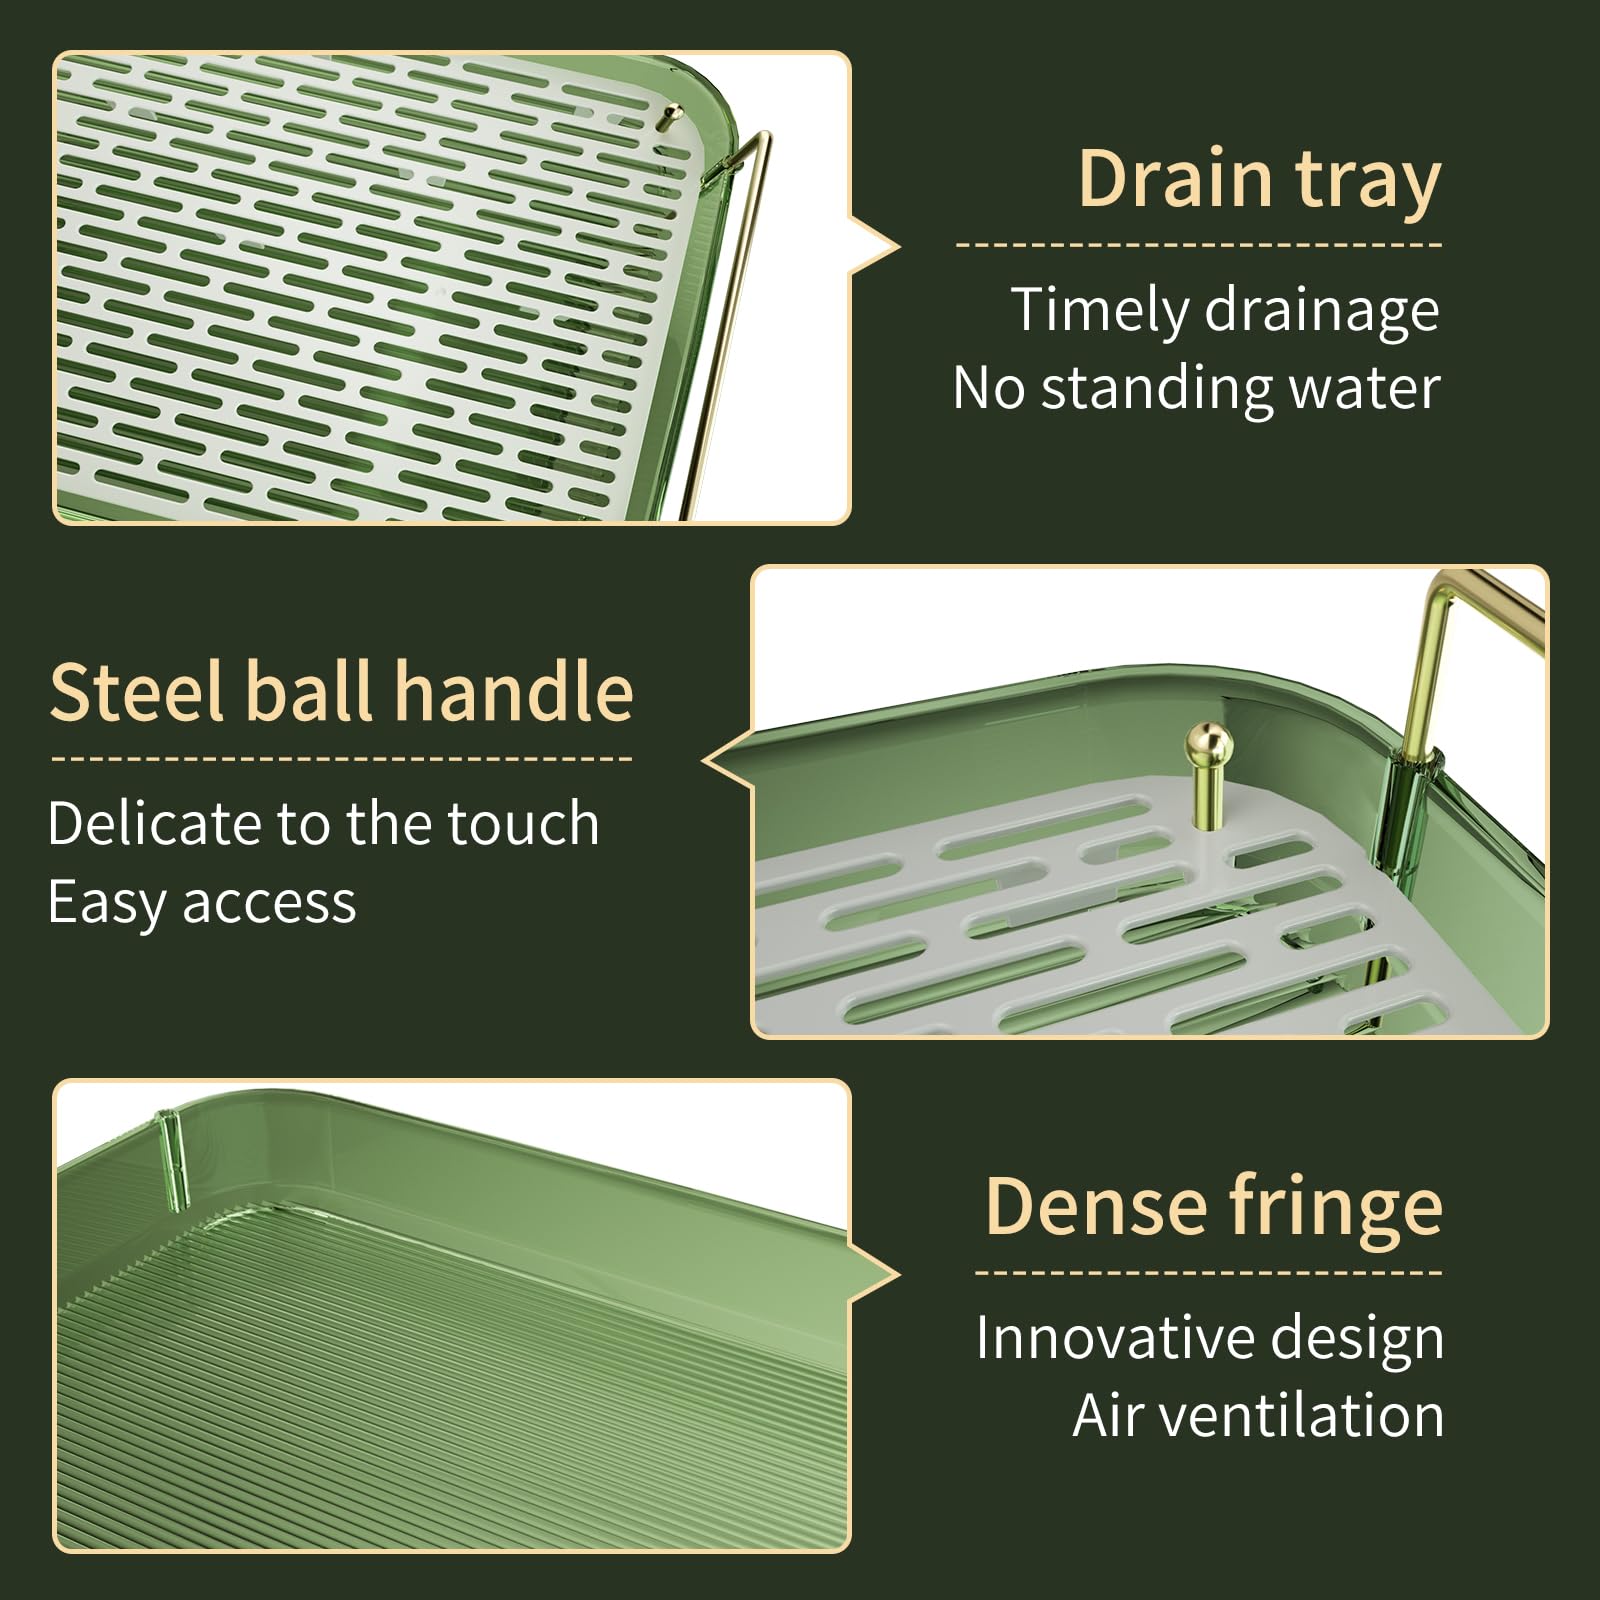 Drain tray
Timely drainage
No standing water
Steel ball handle
Delicate to the touch
Easy access
Dense fringe
Innovative design
Air ventilation